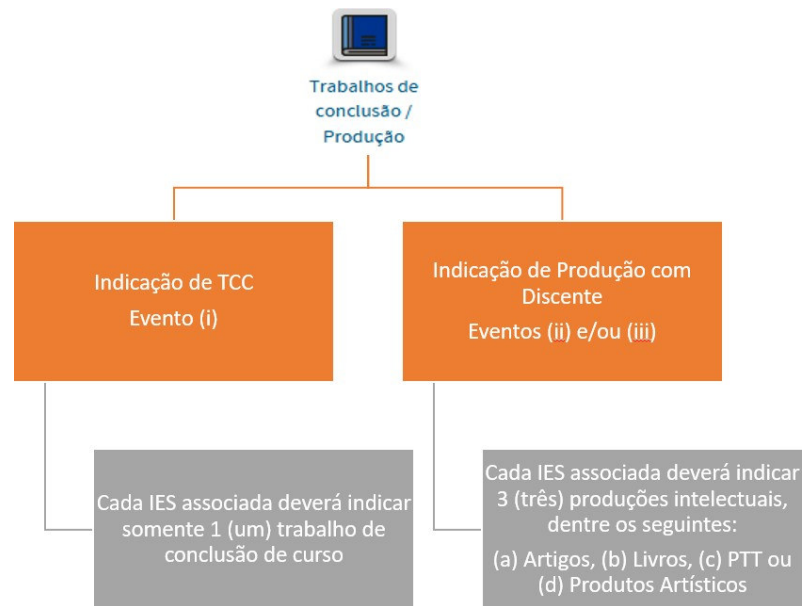 Trabalhos de
conclusão /
Produção
Indicação de TCC
Evento (i)
Indicação de Produção com
Discente
Eventos (ii) e/ou (iii)
Cada IES associada deverá indicar
somente 1 (um) trabalho de
conclusão de curso
Cada IES associada deverá indicar
3 (três) produções intelectuais,
dentre os seguintes:
(a) Artigos, (b) Livros, (c) PTT ou
(d) Produtos Artísticos